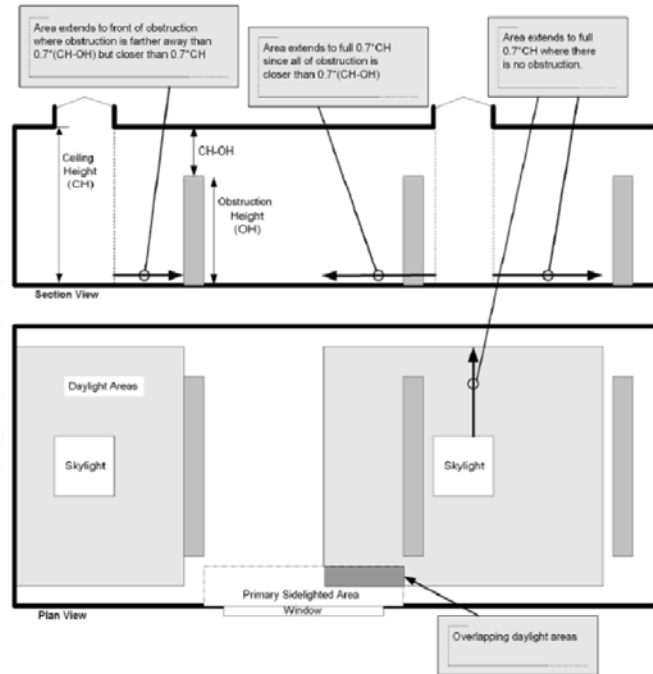 Area extends to front of obstruction
where obstruction is farther away than
0.7*(CH-OH) but closer than 0.7*CH
Area extends to full 0.7*CH
since all of obstruction is
closer than 0.7*(CH-OH)
Area extends to full
0.7*CH where there
is no obstruction.
Ceiling
Height
(CH)
CH-OH
Obstruction
Height
(OH)
Section View
Daylight Areas
Skylight
Skylight
Primary Sidelighted Area
Window
Plan View
Overlapping daylight areas